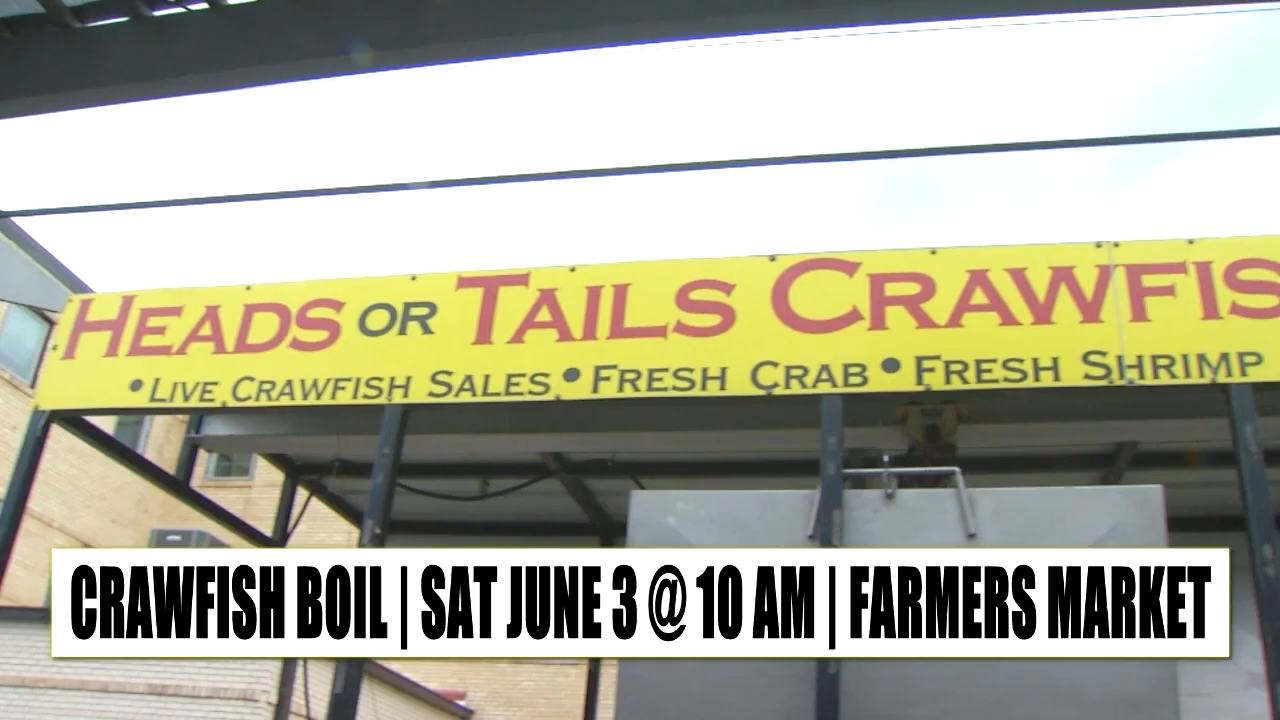 HEADS OR TAILS CRAWFIS
• LIVE CRAWFISH SALES • FRESH CRAB • FRESH SHRIMP
CRAWFISH BOIL | SAT JUNE 3 @ 10 AM | FARMERS MARKET